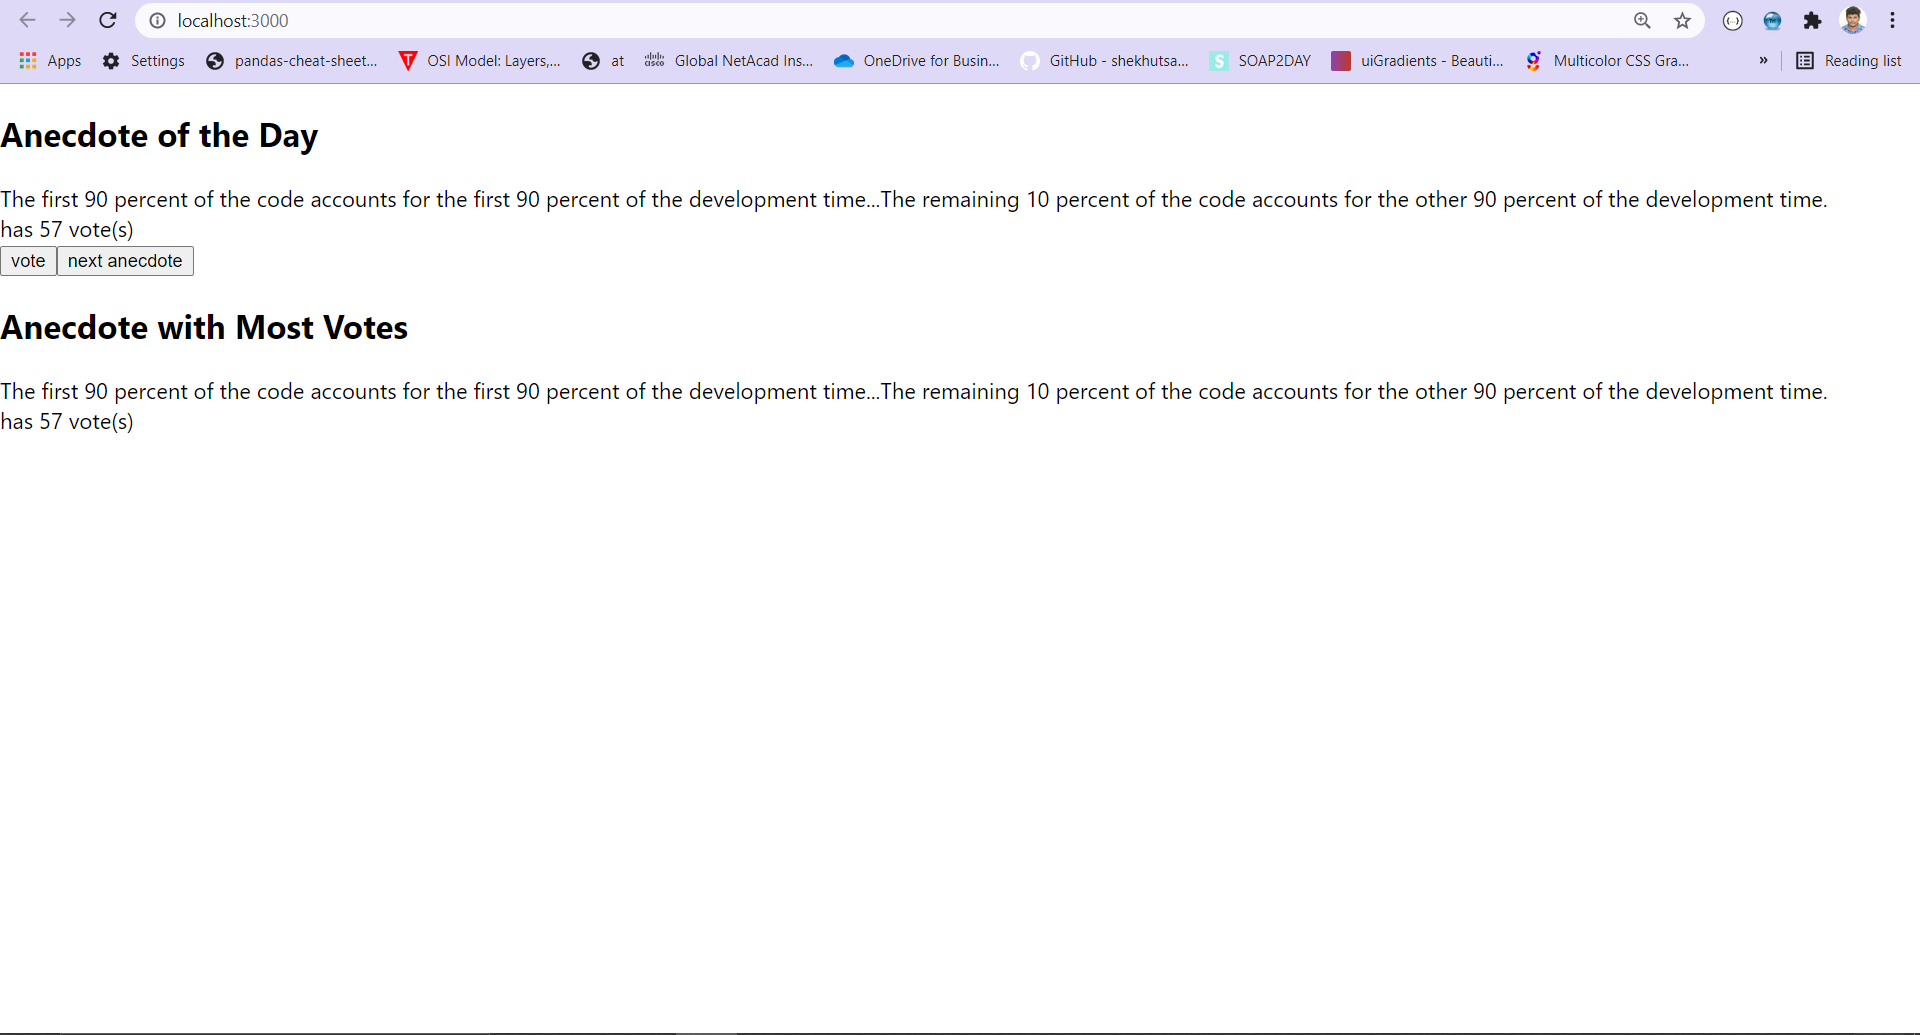 localhost:3000
Apps Settings pandas-cheat-sheet... OSI Model: Layers,... at Global NetAcad Ins... OneDrive for Busin... GitHub - shekhutsa... SOAP2DAY uiGradients - Beauti... Multicolor CSS Gra... » Reading list
Anecdote of the Day
The first 90 percent of the code accounts for the first 90 percent of the development time...The remaining 10 percent of the code accounts for the other 90 percent of the development time.
has 57 vote(s)
vote next anecdote
Anecdote with Most Votes
The first 90 percent of the code accounts for the first 90 percent of the development time...The remaining 10 percent of the code accounts for the other 90 percent of the development time.
has 57 vote(s)